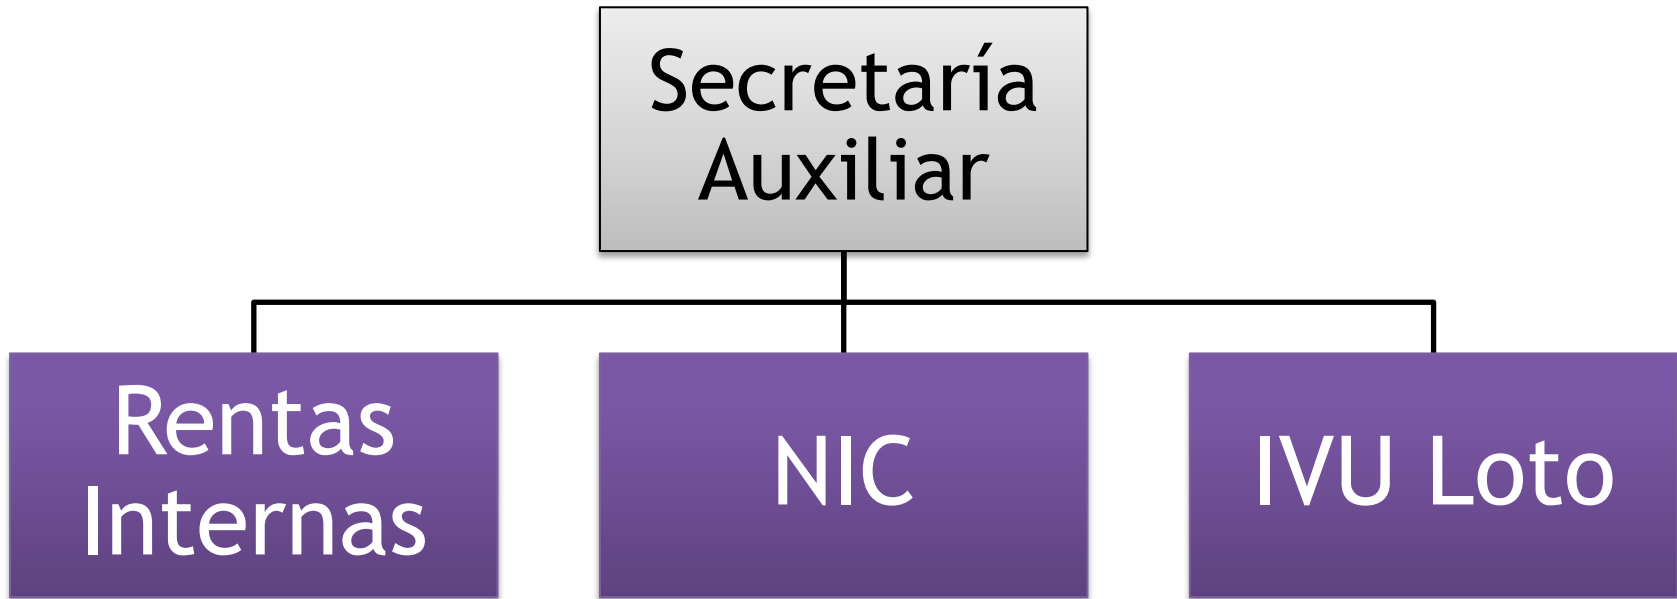 Secretaría
Auxiliar
Rentas
Internas
NIC
IVU Loto